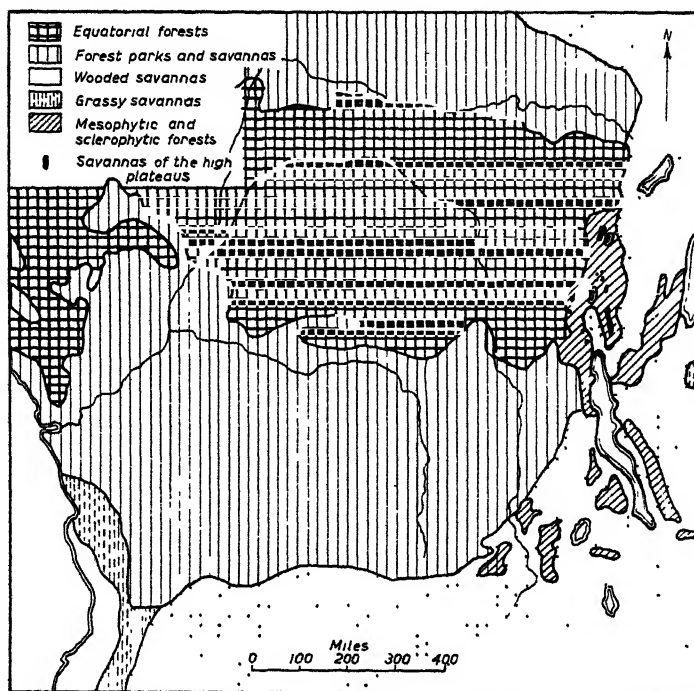 Equatorial forests
Forest parks and savannas
Wooded savannas
Grassy savannas
Mesophytic and
sclerophytic forests
Savannas of the high
plateaus
N
Miles
0 100 200 300 400